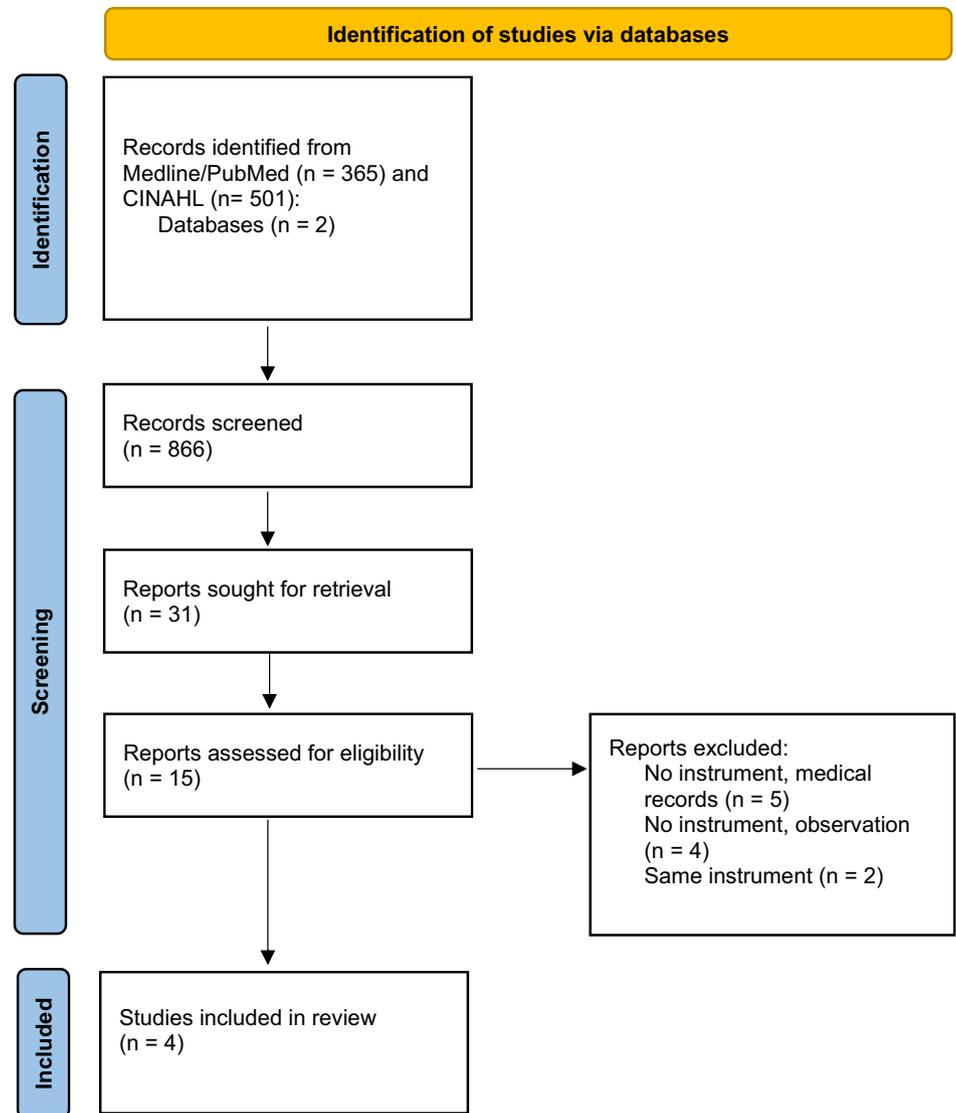 Identification of studies via databases
Identification
Records identified from
Medline/PubMed (n = 365) and
CINAHL (n= 501):
Databases (n = 2)
Screening
Records screened
(n = 866)
Reports sought for retrieval
(n = 31)
Reports assessed for eligibility
(n = 15)
Reports excluded:
No instrument, medical
records (n = 5)
No instrument, observation
(n = 4)
Same instrument (n = 2)
Included
Studies included in review
(n = 4)